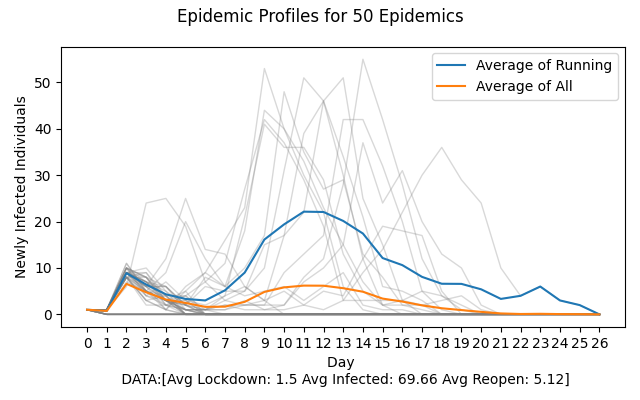 Epidemic Profiles for 50 Epidemics
Average of Running
Average of All
Newly Infected Individuals
50
40
30
20
10
0
0 1 2 3 4 5 6 7 8 9 10 11 12 13 14 15 16 17 18 19 20 21 22 23 24 25 26
Day
DATA:[Avg Lockdown: 1.5 Avg Infected: 69.66 Avg Reopen: 5.12]